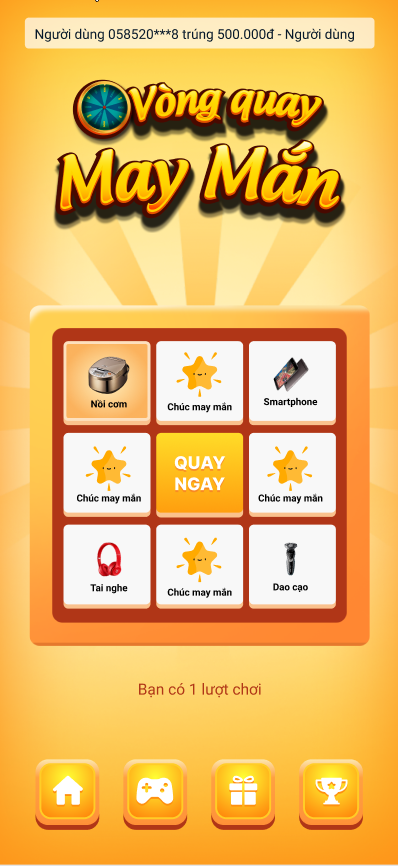 Người dùng 058520***8 trúng 500.000đ - Người dùng
Vòng quay
May Mắn
Nồi cơm
Chúc may mắn
Smartphone
Chúc may mắn
QUAY
NGAY
Chúc may mắn
Tai nghe
Chúc may mắn
Dao cạo
Bạn có 1 lượt chơi